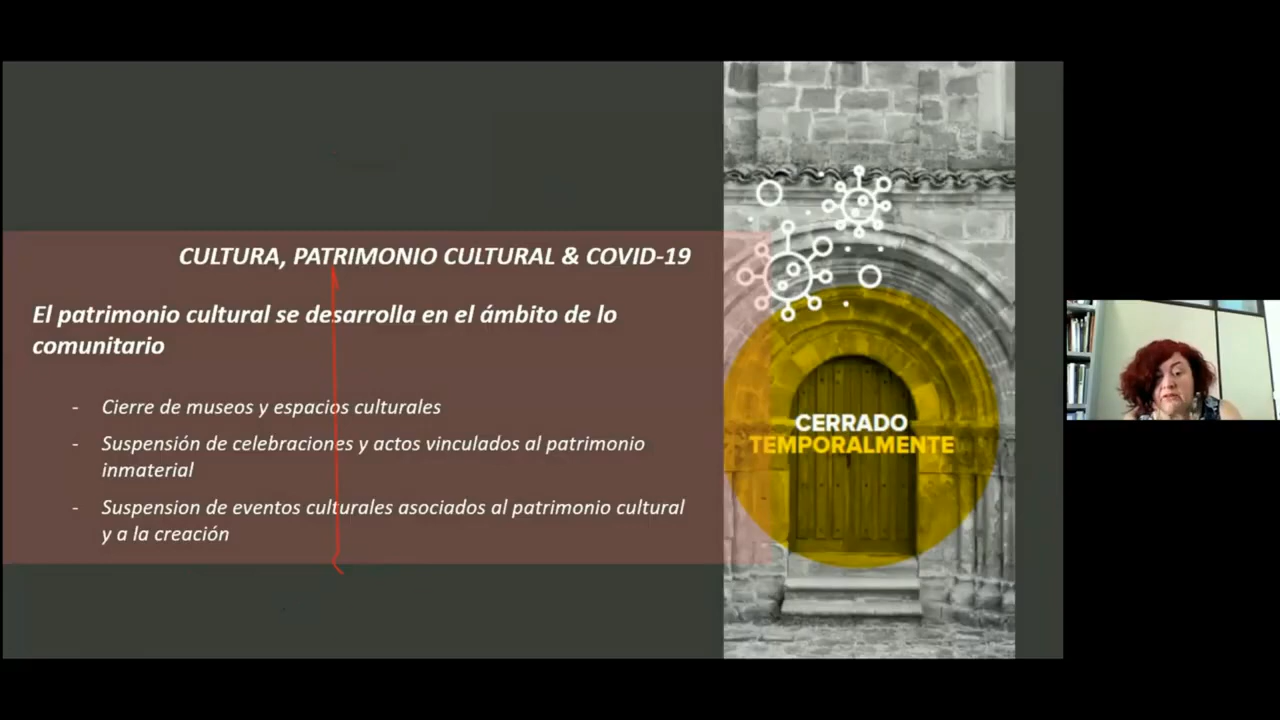 CULTURA, PATRIMONIO CULTURAL & COVID-19
El patrimonio cultural se desarrolla en el ámbito de lo
comunitario
- Cierre de museos y espacios culturales
- Suspensión de celebraciones y actos vinculados al patrimonio
inmaterial
- Suspension de eventos culturales asociados al patrimonio cultural
y a la creación
CERRADO
TEMPORALMENTE